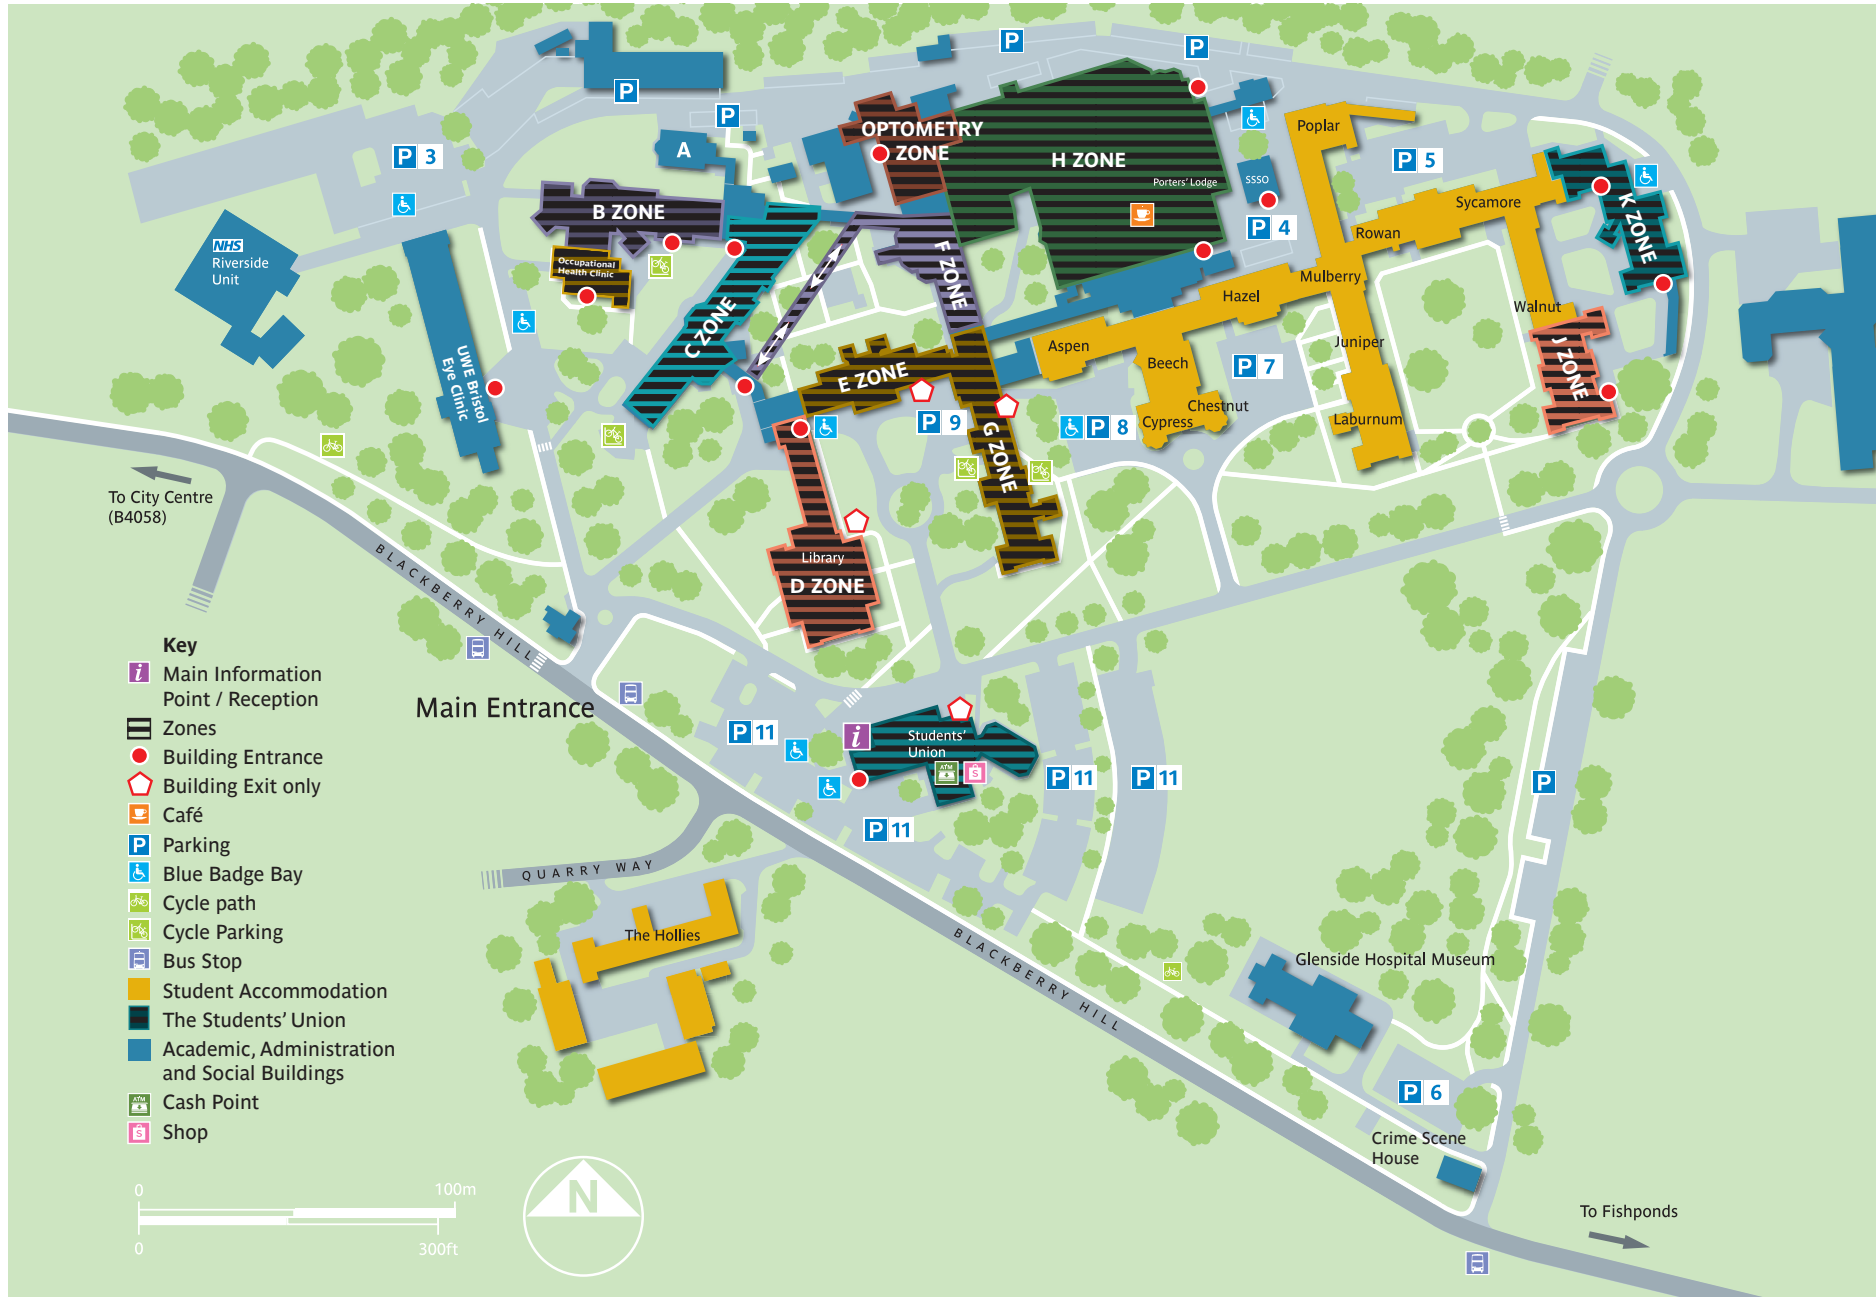 P
P
P
P
OPTOMETRY
ZONE
A
H ZONE
Porters' Lodge
Poplar
P 3
P 5
SSSO
P 4
B ZONE
Occupational
Health Clinic
NHS
Riverside
Unit
C ZONE
F ZONE
Sycamore
Rowan
Mulberry
Hazel
K ZONE
Walnut
UWE Bristol
Eye Clinic
E ZONE
Aspen
Beech
P 7
Juniper
J ZONE
Chestnut
Cypress
Laburnum
P 9
P 8
G ZONE
To City Centre
(B4058)
BLACKBERRY HILL
Library
D ZONE
Main Entrance
P 11
i
Students'
Union
ATM
S
P 11
P 11
P 11
P
QUARRY WAY
The Hollies
BLACKBERRY HILL
Glenside Hospital Museum
P 6
Crime Scene
House
To Fishponds
Key
i Main Information
Point / Reception
Zones
Building Entrance
Building Exit only
Café
P Parking
Blue Badge Bay
Cycle path
Cycle Parking
Bus Stop
Student Accommodation
The Students' Union
Academic, Administration
and Social Buildings
ATM Cash Point
S Shop
0 100m
0 300ft
N